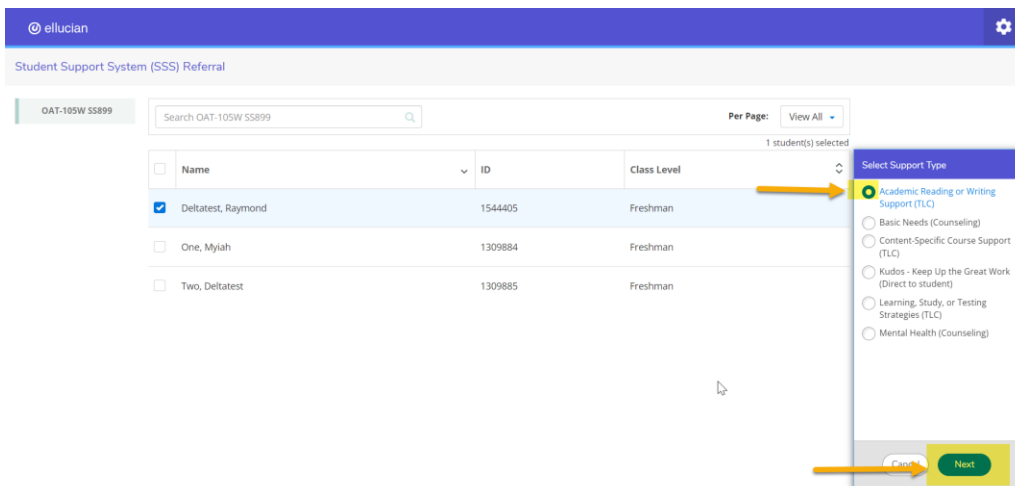 ellucian
Student Support System (SSS) Referral
OAT-105W SS899
Search OAT-105W SS899
Per Page: View All
1 student(s) selected
Name ID Class Level
Deltatest, Raymond 1544405 Freshman
One, Myiah 1309884 Freshman
Two, Deltatest 1309885 Freshman
Select Support Type
Academic Reading or Writing
Support (TLC)
Basic Needs (Counseling)
Content-Specific Course Support
(TLC)
Kudos - Keep Up the Great Work
(Direct to student)
Learning, Study, or Testing
Strategies (TLC)
Mental Health (Counseling)
Cancel Next